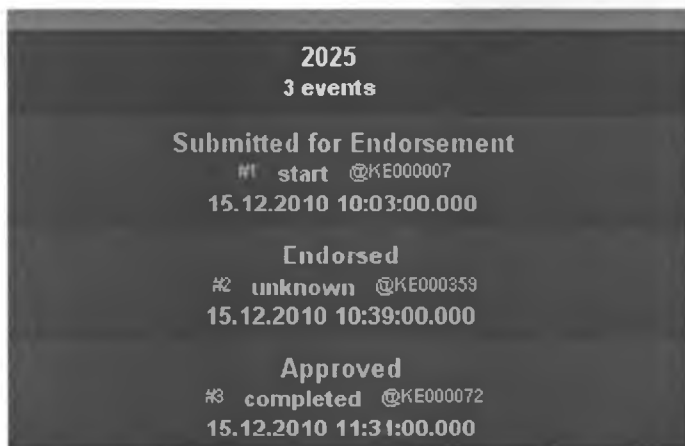 2025
3 events
Submitted for Endorsement
#1 start @KE000007
15.12.2010 10:03:00.000
Endorsed
#2 unknown @KE000359
15.12.2010 10:39:00.000
Approved
#3 completed @KE000072
15.12.2010 11:31:00.000